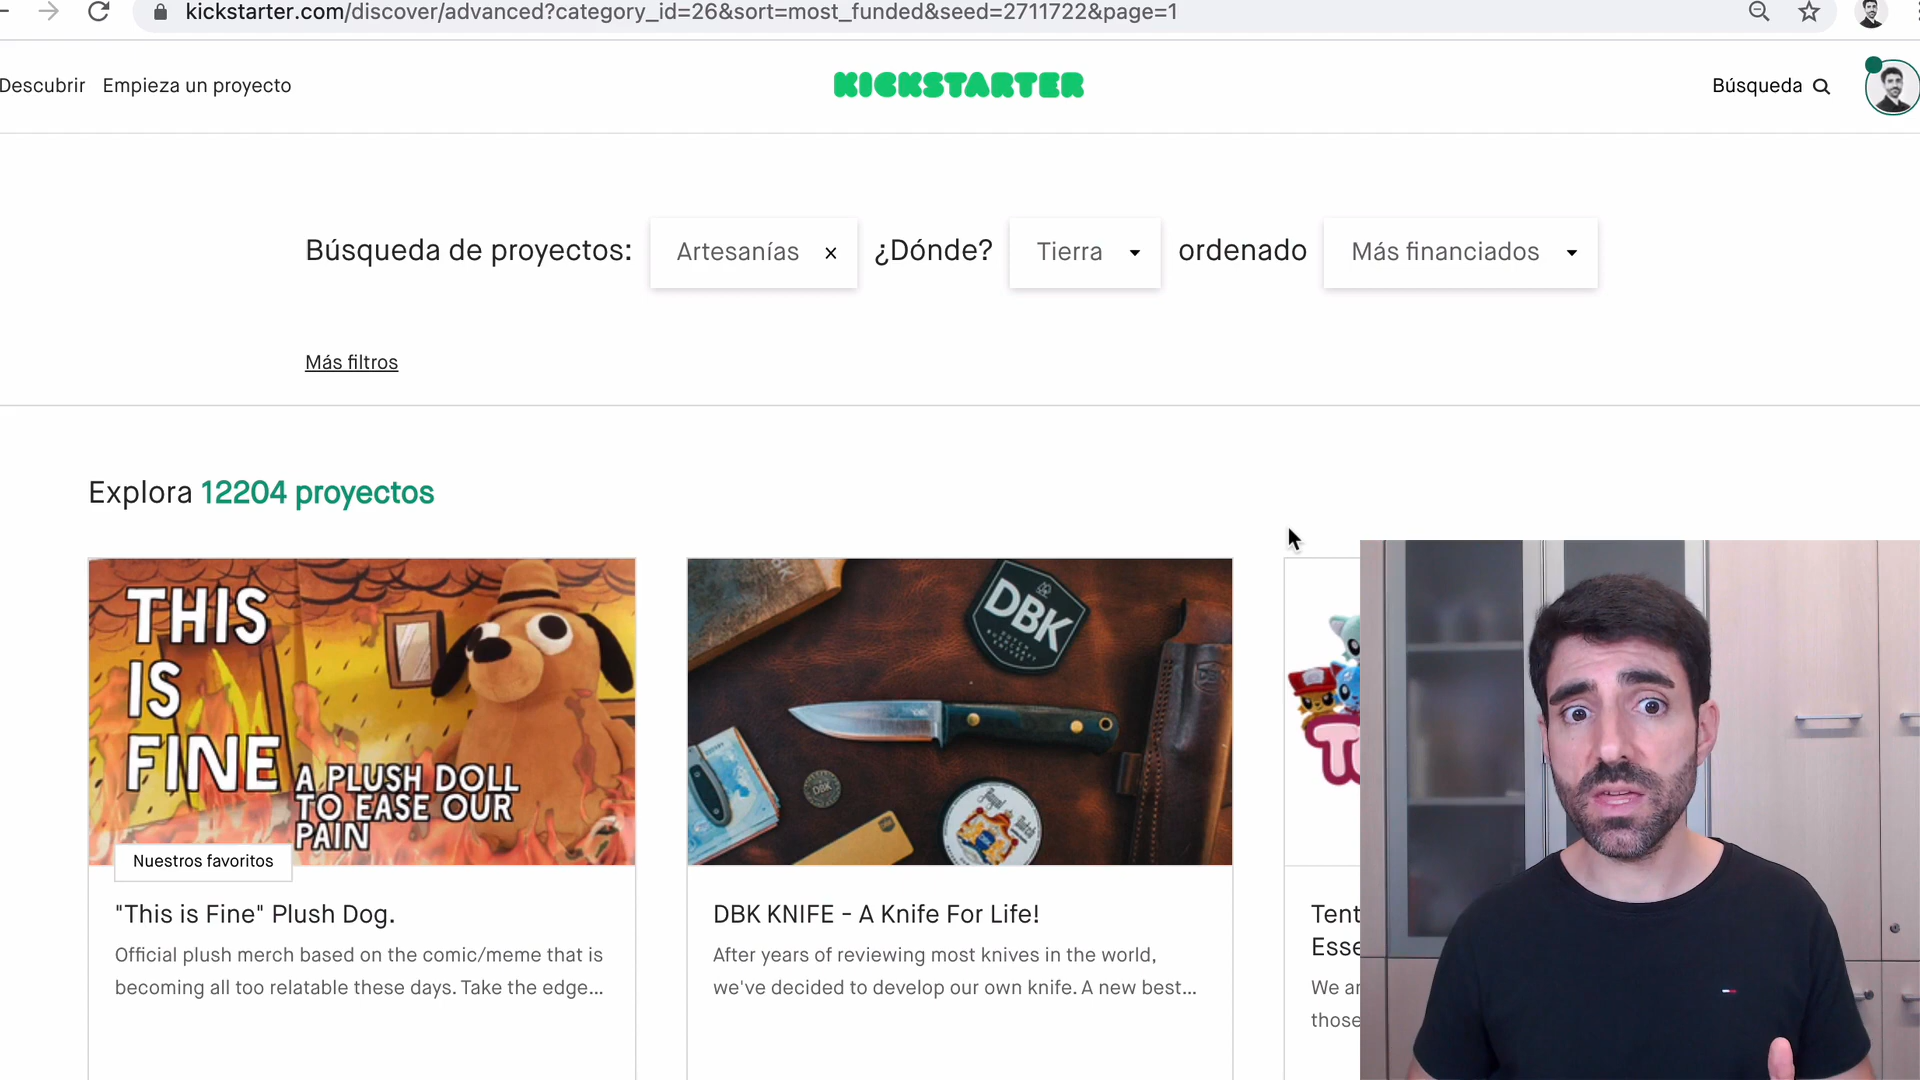 kickstarter.com/discover/advanced?category_id=26&sort=most_funded&seed=2711722&page=1
Descubrir Empieza un proyecto
KICKSTARTER
Búsqueda
Búsqueda de proyectos: Artesanías × ¿Dónde? Tierra ordenado Más financiados
Más filtros
Explora 12204 proyectos
THIS
IS
FINE
A PLUSH DOLL
TO EASE OUR
PAIN
Nuestros favoritos
"This is Fine" Plush Dog.
Official plush merch based on the comic/meme that is
becoming all too relatable these days. Take the edge...
DBK
DBK KNIFE - A Knife For Life!
After years of reviewing most knives in the world,
we've decided to develop our own knife. A new best...
Tent
Esse
We ar
those